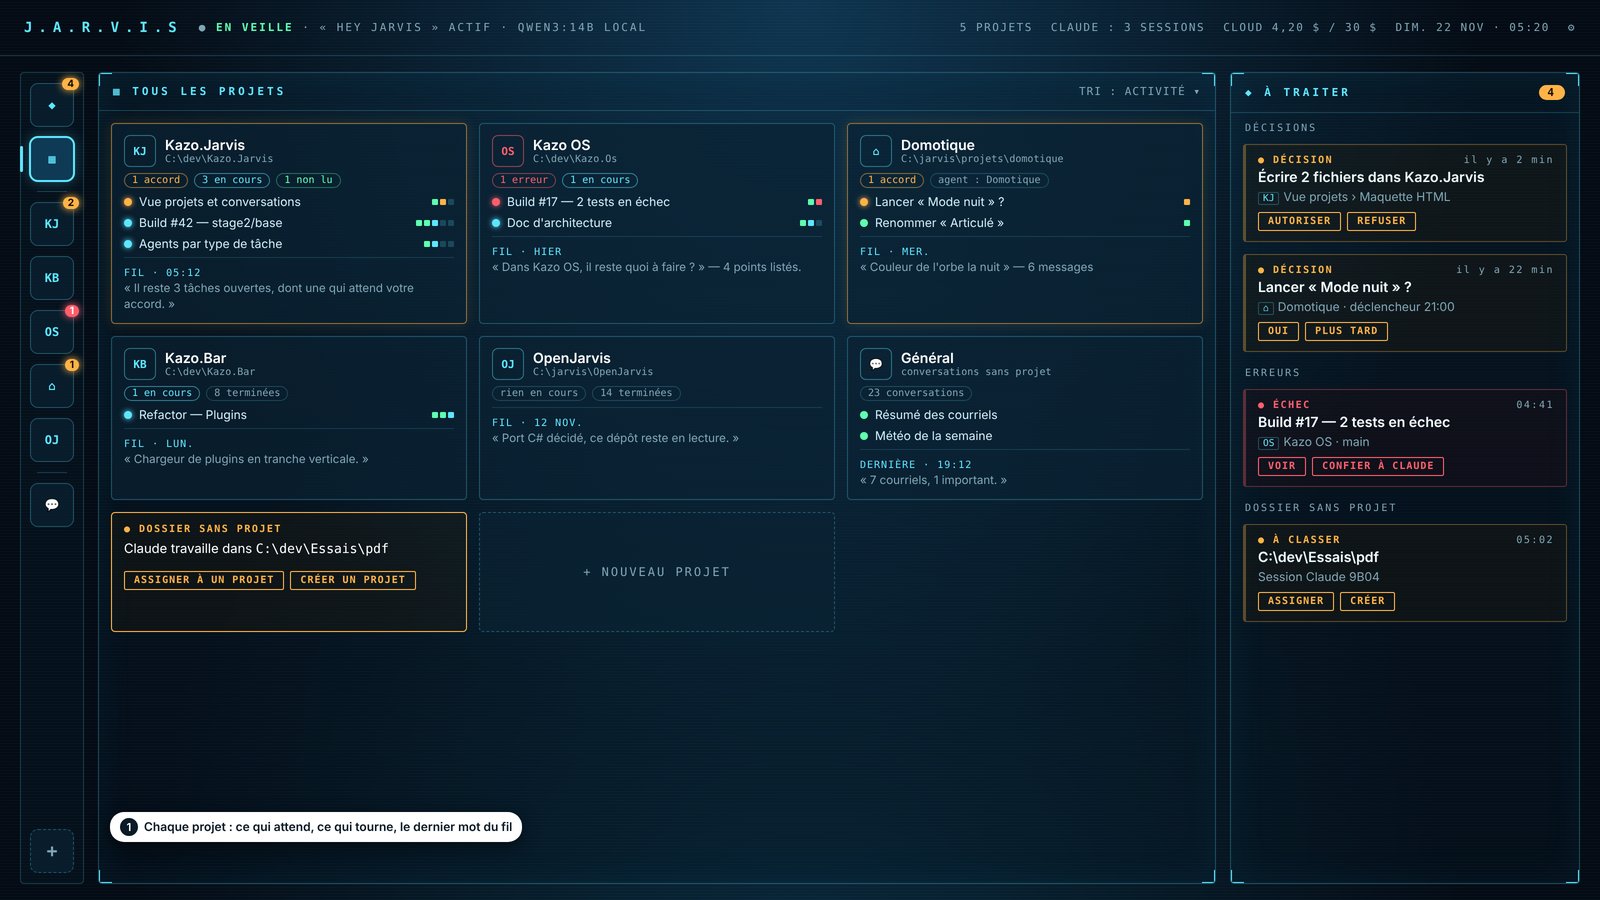 J.A.R.V.I.S ● EN VEILLE · « HEY JARVIS » ACTIF · QWEN3:14B LOCAL
5 PROJETS CLAUDE : 3 SESSIONS CLOUD 4,20 $ / 30 $ DIM. 22 NOV · 05:20 ⚙
4
◆
▦
2
KJ
KB
1
OS
1
⌂
OJ
💬
+
▦ TOUS LES PROJETS
TRI : ACTIVITÉ ▾
KJ
Kazo.Jarvis
C:\dev\Kazo.Jarvis
1 accord 3 en cours 1 non lu
Vue projets et conversations
Build #42 — stage2/base
Agents par type de tâche
FIL · 05:12
« Il reste 3 tâches ouvertes, dont une qui attend votre
accord. »
OS
Kazo OS
C:\dev\Kazo.Os
1 erreur 1 en cours
Build #17 — 2 tests en échec
Doc d'architecture
FIL · HIER
« Dans Kazo OS, il reste quoi à faire ? » — 4 points listés.
⌂
Domotique
C:\jarvis\projets\domotique
1 accord agent : Domotique
Lancer « Mode nuit » ?
Renommer « Articulé »
FIL · MER.
« Couleur de l'orbe la nuit » — 6 messages
KB
Kazo.Bar
C:\dev\Kazo.Bar
1 en cours 8 terminées
Refactor — Plugins
FIL · LUN.
« Chargeur de plugins en tranche verticale. »
OJ
OpenJarvis
C:\jarvis\OpenJarvis
rien en cours 14 terminées
FIL · 12 NOV.
« Port C# décidé, ce dépôt reste en lecture. »
💬
Général
conversations sans projet
23 conversations
Résumé des courriels
Météo de la semaine
DERNIÈRE · 19:12
« 7 courriels, 1 important. »
● DOSSIER SANS PROJET
Claude travaille dans C:\dev\Essais\pdf
ASSIGNER À UN PROJET CRÉER UN PROJET
+ NOUVEAU PROJET
1 Chaque projet : ce qui attend, ce qui tourne, le dernier mot du fil
◆ À TRAITER 4
DÉCISIONS
● DÉCISION il y a 2 min
Écrire 2 fichiers dans Kazo.Jarvis
KJ Vue projets › Maquette HTML
AUTORISER REFUSER
● DÉCISION il y a 22 min
Lancer « Mode nuit » ?
⌂ Domotique · déclencheur 21:00
OUI PLUS TARD
ERREURS
● ÉCHEC 04:41
Build #17 — 2 tests en échec
OS Kazo OS · main
VOIR CONFIER À CLAUDE
DOSSIER SANS PROJET
● À CLASSER 05:02
C:\dev\Essais\pdf
Session Claude 9B04
ASSIGNER CRÉER